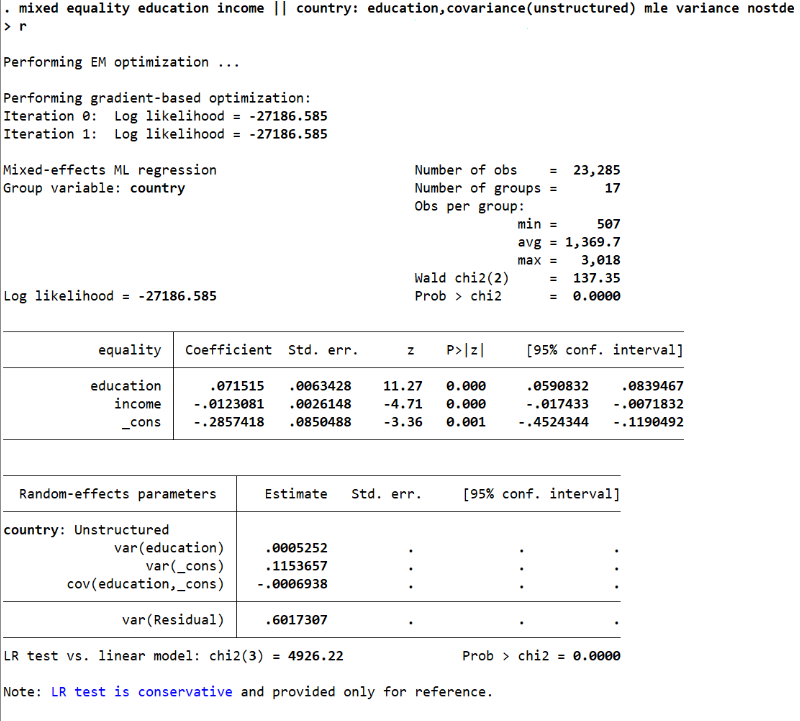 . mixed equality education income || country: education,covariance(unstructured) mle variance nostde
> r
Performing EM optimization ...
Performing gradient-based optimization:
Iteration 0:  Log likelihood = -27186.585
Iteration 1:  Log likelihood = -27186.585
Mixed-effects ML regression                     Number of obs    =  23,285
Group variable: country                         Number of groups =      17
Obs per group:
min =     507
avg = 1,369.7
max =   3,018
Wald chi2(2)     =  137.35
Log likelihood = -27186.585                     Prob > chi2      =  0.0000
equality | Coefficient  Std. err.      z    P>|z|     [95% conf. interval]
education |   .071515   .0063428    11.27   0.000     .0590832    .0839467
income |  -.0123081   .0026148    -4.71   0.000     -.017433   -.0071832
_cons |  -.2857418   .0850488    -3.36   0.001    -.4524344   -.1190492
Random-effects parameters |   Estimate   Std. err.     [95% conf. interval]
country: Unstructured
var(education) |   .0005252          .             .           .
var(_cons) |   .1153657          .             .           .
cov(education,_cons) |  -.0006938          .             .           .
var(Residual) |   .6017307          .             .           .
LR test vs. linear model: chi2(3) = 4926.22               Prob > chi2 = 0.0000
Note: LR test is conservative and provided only for reference.